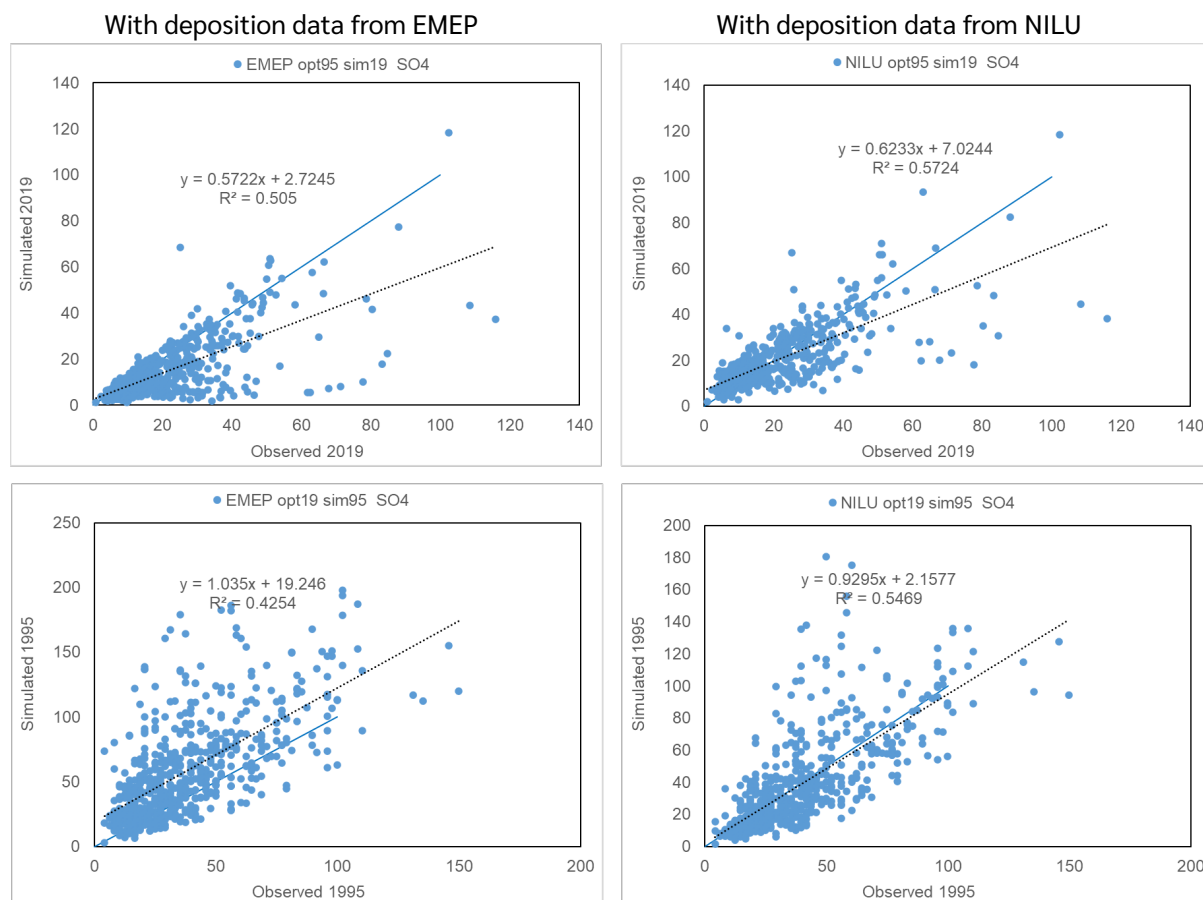 With deposition data from EMEP
With deposition data from NILU
EMEP opt95 sim19 SO4
140
120
100
80
60
40
20
0
Simulated 2019
y = 0.5722x + 2.7245
R² = 0.505
0 20 40 60 80 100 120 140
Observed 2019
NILU opt95 sim19 SO4
140
120
100
80
60
40
20
0
Simulated 2019
y = 0.6233x + 7.0244
R² = 0.5724
0 20 40 60 80 100 120 140
Observed 2019
EMEP opt19 sim95 SO4
250
200
150
100
50
0
Simulated 1995
y = 1.035x + 19.246
R² = 0.4254
0 50 100 150 200
Observed 1995
NILU opt19 sim95 SO4
200
180
160
140
120
100
80
60
40
20
0
Simulated 1995
y = 0.9295x + 2.1577
R² = 0.5469
0 50 100 150 200
Observed 1995